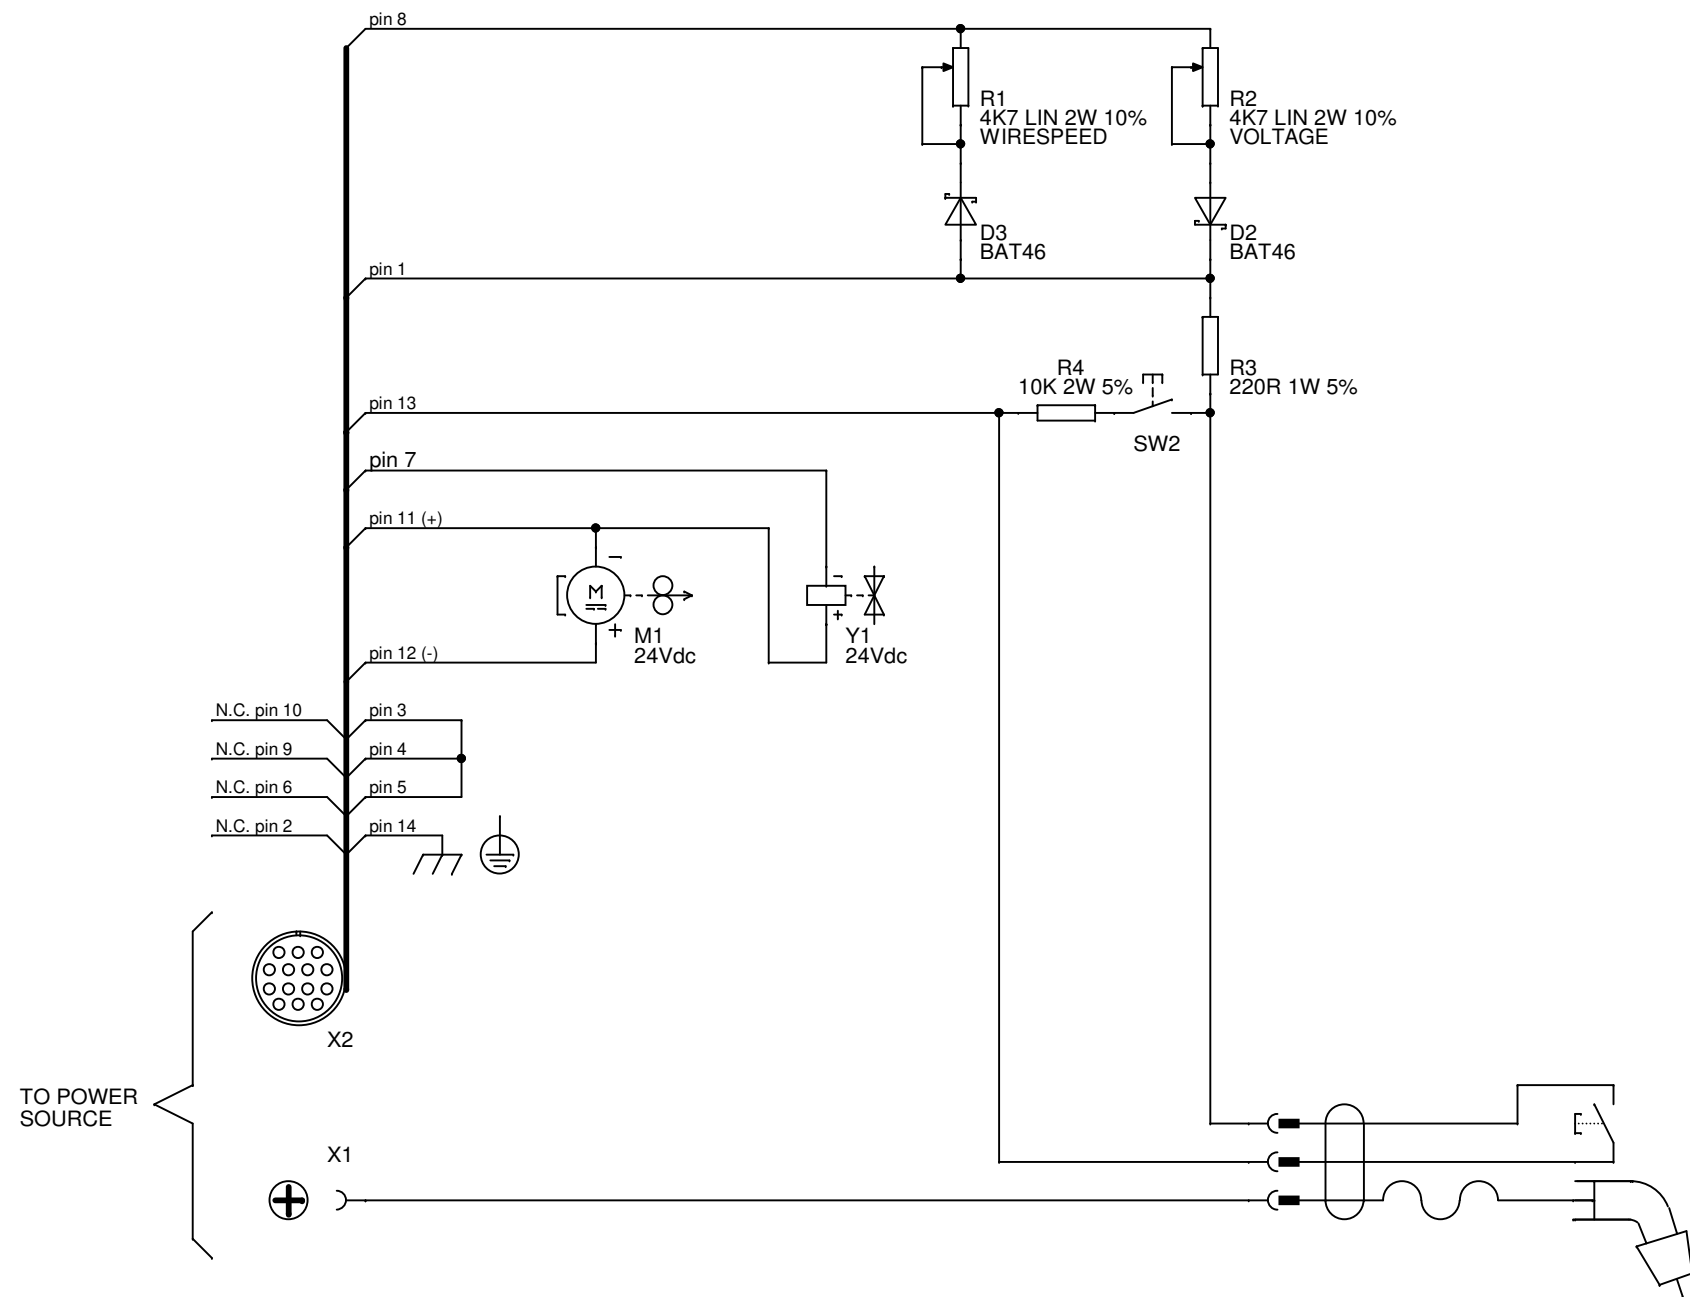 pin 8
R1
4K7 LIN 2W 10%
WIRESPEED
R2
4K7 LIN 2W 10%
VOLTAGE
D3
BAT46
D2
BAT46
pin 1
R4
10K 2W 5%
R3
220R 1W 5%
pin 13
SW2
pin 7
pin 11 (+)
−
M
+
M1
24Vdc
-
+
Y1
24Vdc
pin 12 (-)
N.C. pin 10
pin 3
N.C. pin 9
pin 4
N.C. pin 6
pin 5
N.C. pin 2
pin 14
X2
TO POWER
SOURCE
X1
+